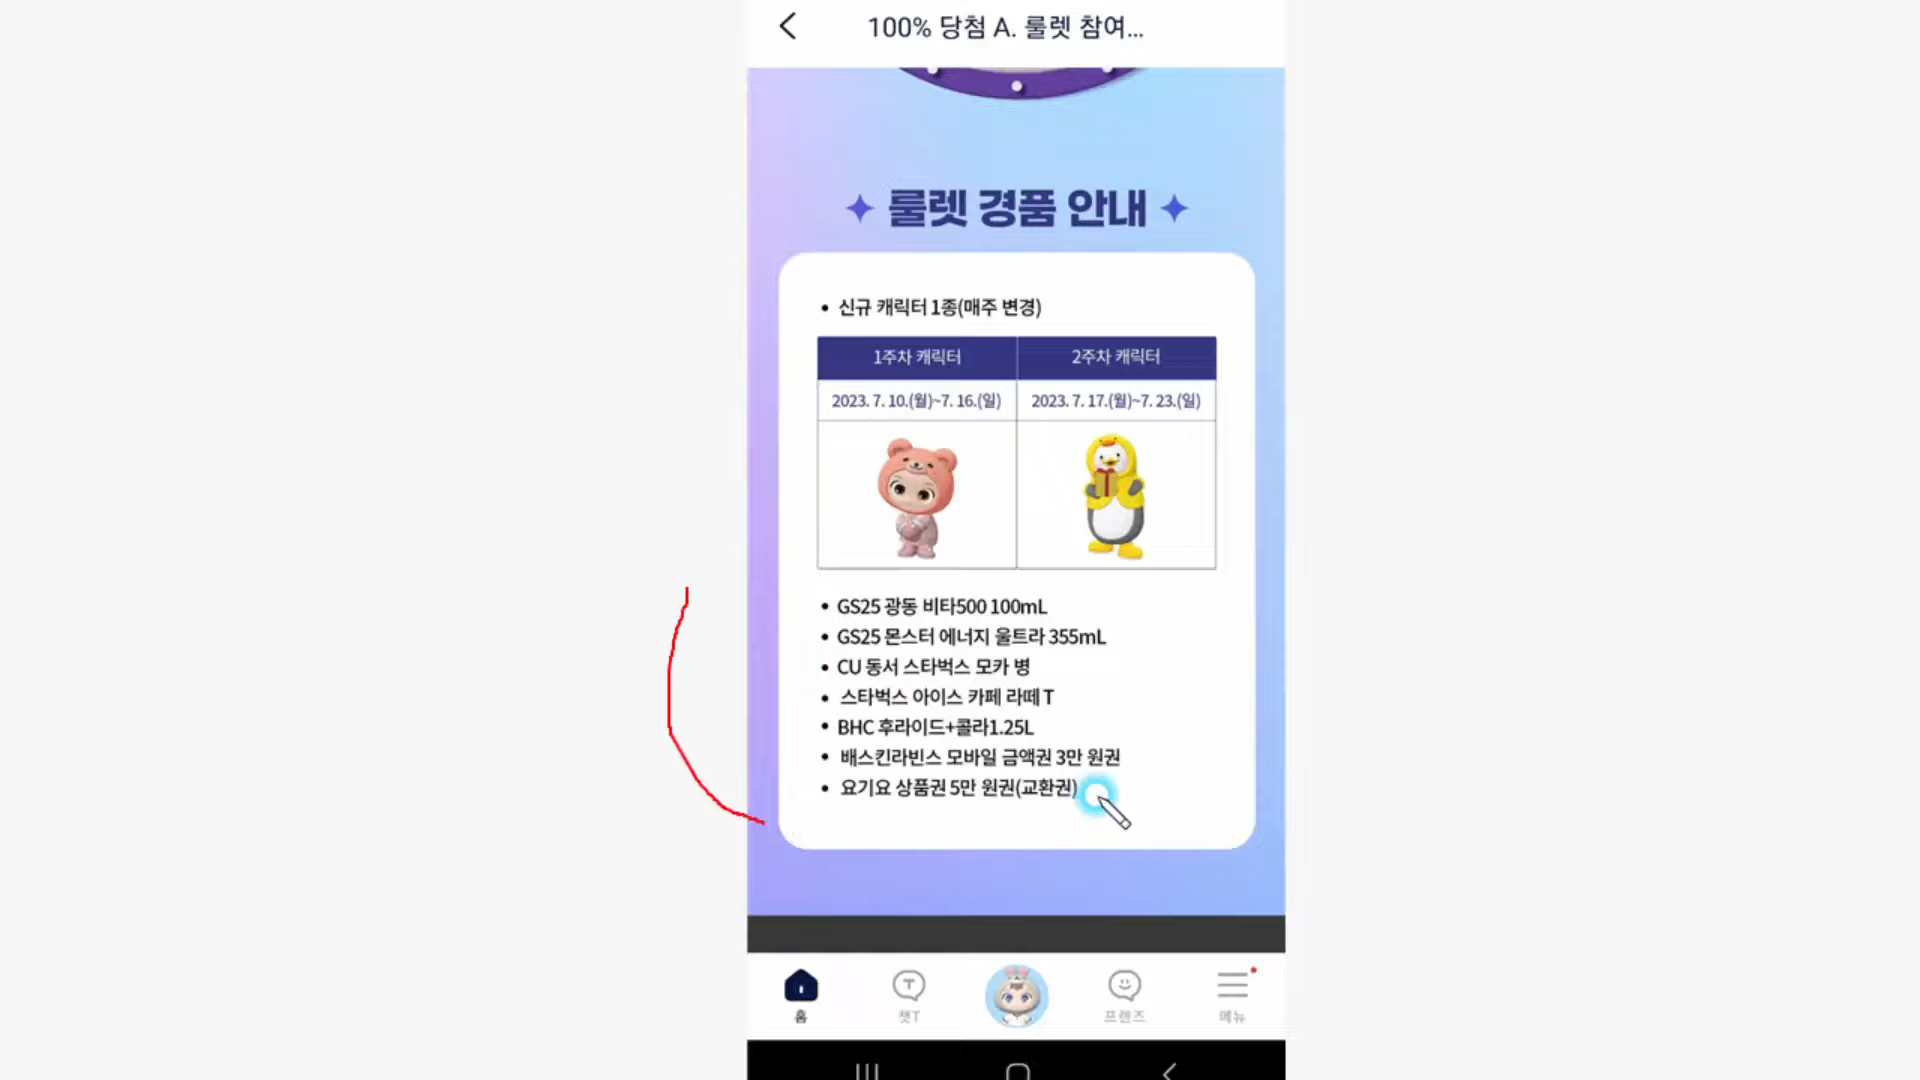 100% 당첨 A. 룰렛 참여...
룰렛 경품 안내
• 신규 캐릭터 1종(매주 변경)
1주차 캐릭터 2주차 캐릭터
2023. 7. 10.(월)~7. 16.(일) 2023. 7. 17.(월)~7. 23.(일)
• GS25 광동 비타500 100mL
• GS25 몬스터 에너지 울트라 355mL
• CU 동서 스타벅스 모카 병
• 스타벅스 아이스 카페 라떼 T
• BHC 후라이드+콜라1.25L
• 배스킨라빈스 모바일 금액권 3만 원권
• 요기요 상품권 5만 원권(교환권)
홈 챗T 프렌즈 메뉴